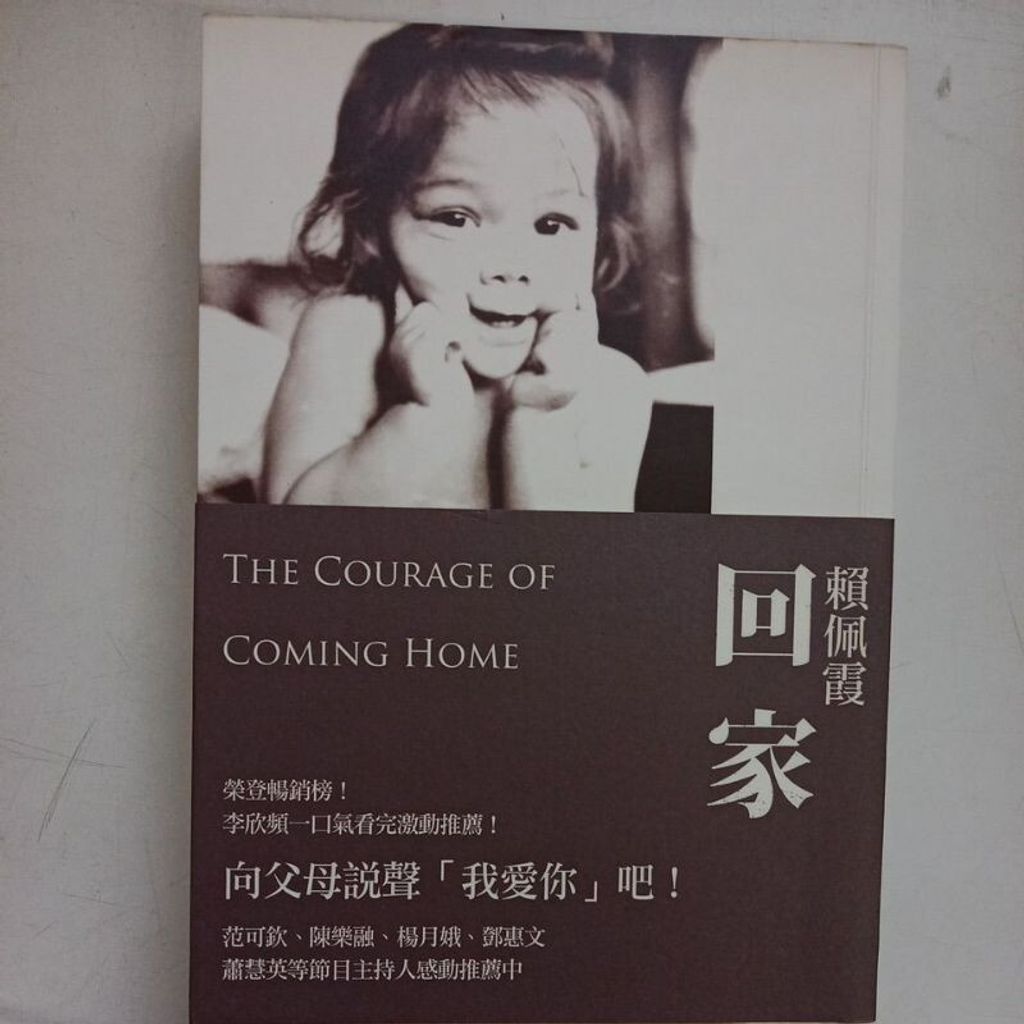 THE COURAGE OF
COMING HOME
賴佩霞
回家
榮登暢銷榜！
李欣頻一口氣看完激動推薦！
向父母説聲「我愛你」吧！
范可欽、陳樂融、楊月娥、鄧惠文
蕭慧英等節目主持人感動推薦中